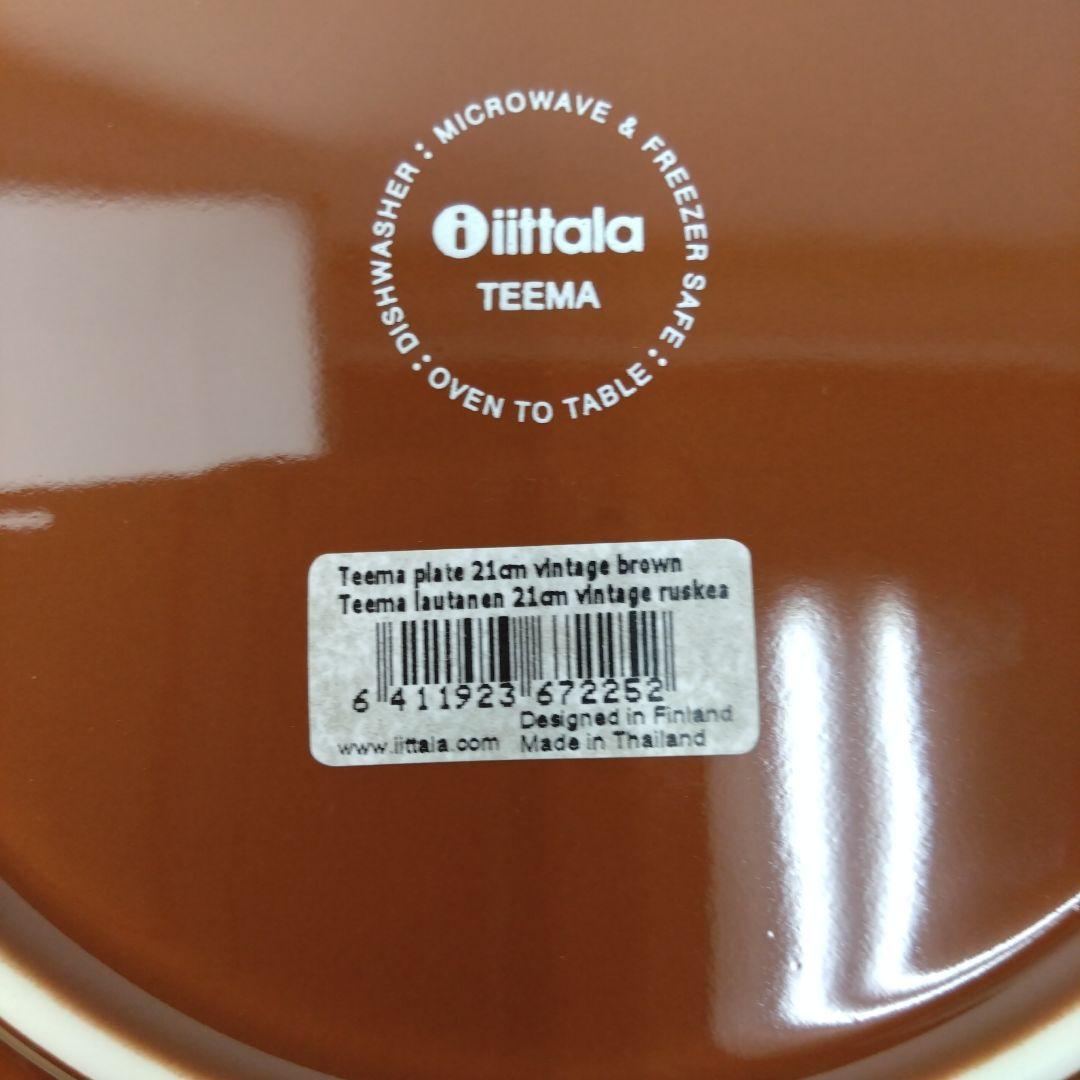 DISHWASHER : MICROWAVE & FREEZER SAFE : OVEN TO TABLE :
iittala
TEEMA
Teema plate 21cm vintage brown
Teema lautanen 21cm vintage ruskea
6 411923 672252
Designed in Finland
www.iittala.com Made in Thailand